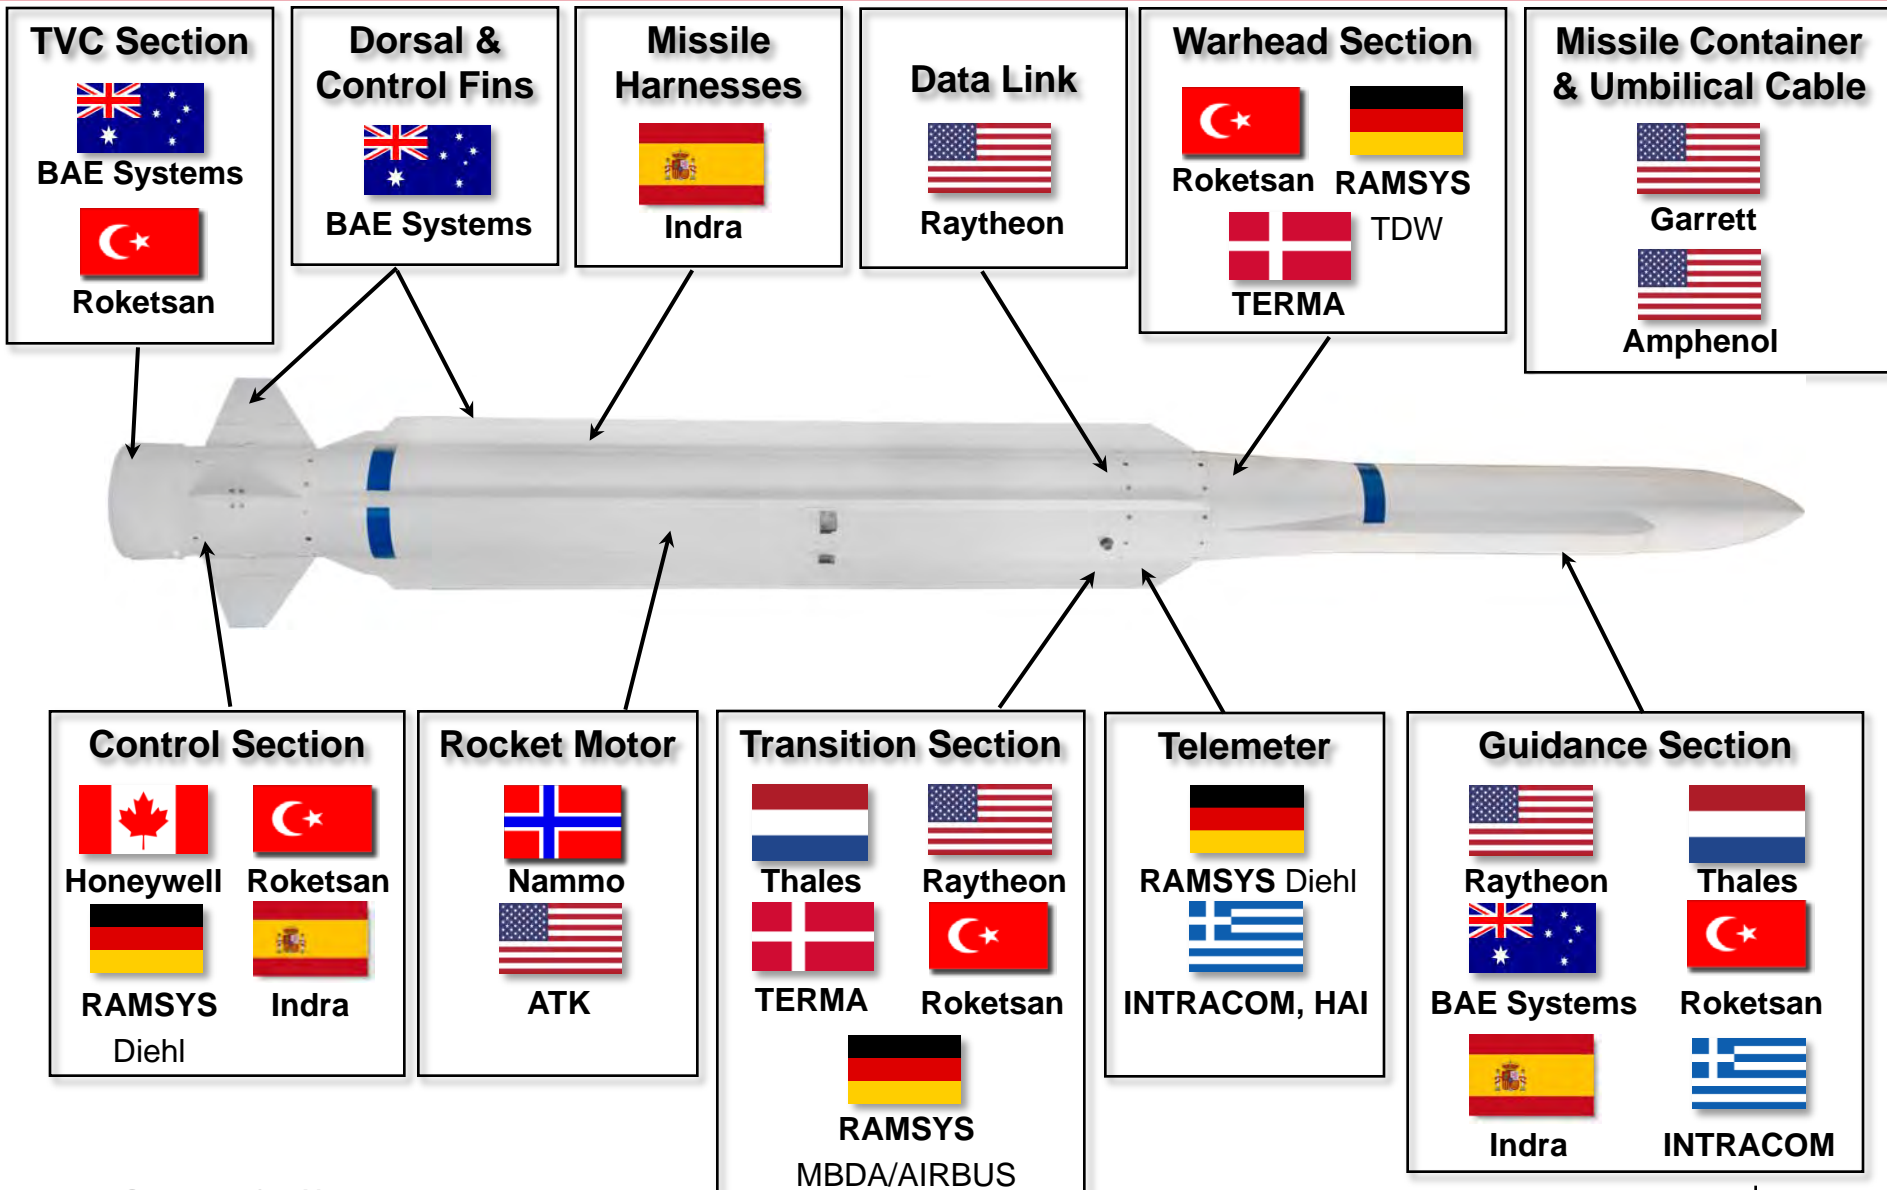 TVC Section
BAE Systems
Roketsan
Dorsal &
Control Fins
BAE Systems
Missile
Harnesses
Indra
Data Link
Raytheon
Warhead Section
Roketsan RAMSYS
TDW
TERMA
Missile Container
& Umbilical Cable
Garrett
Amphenol
Control Section
Honeywell Roketsan
RAMSYS Indra
Diehl
Rocket Motor
Nammo
ATK
Transition Section
Thales Raytheon
TERMA Roketsan
RAMSYS
MBDA/AIRBUS
Telemeter
RAMSYS Diehl
INTRACOM, HAI
Guidance Section
Raytheon Thales
BAE Systems Roketsan
Indra INTRACOM